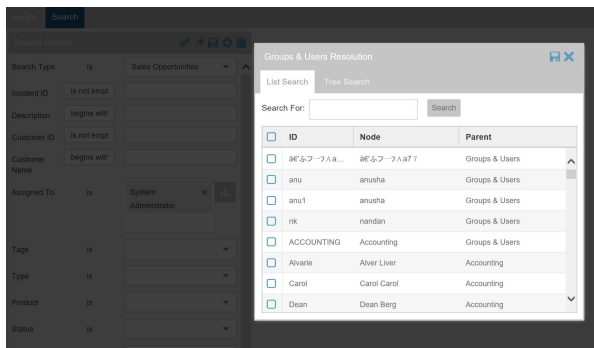 Insight
Search
Search Criteria
Search Type is Sales Opportunities
Incident ID is not empt
Description begins with
Customer ID is not empt
Customer Name begins with
Assigned To is System Administrator
Tags is
Type is
Product is
Status is
Groups & Users Resolution
List Search Tree Search
Search For: Search
ID Node Parent
Groups & Users
anu anusha Groups & Users
anu1 anusha Groups & Users
nk nandan Groups & Users
ACCOUNTING Accounting Groups & Users
Alvarie Alver Liver Accounting
Carol Carol Carol Accounting
Dean Dean Berg Accounting